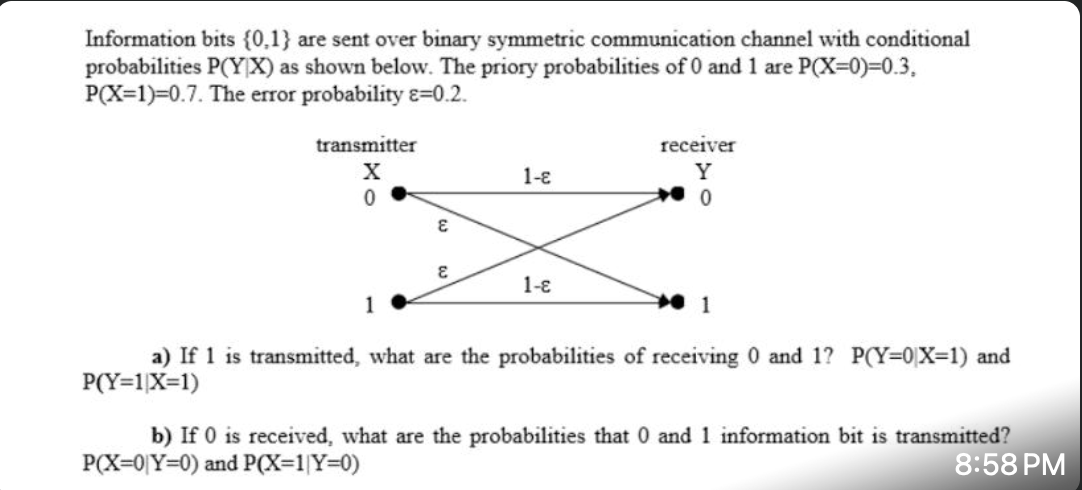 Information bits {0,1} are sent over binary symmetric communication channel with conditional
probabilities P(Y|X) as shown below. The priory probabilities of 0 and 1 are P(X=0)=0.3,
P(X=1)=0.7. The error probability ε=0.2.
transmitter receiver
X 1-ε Y
0 0
ε
ε
1-ε
1 1
a) If 1 is transmitted, what are the probabilities of receiving 0 and 1? P(Y=0|X=1) and
P(Y=1|X=1)
b) If 0 is received, what are the probabilities that 0 and 1 information bit is transmitted?
P(X=0|Y=0) and P(X=1|Y=0)
8:58 PM